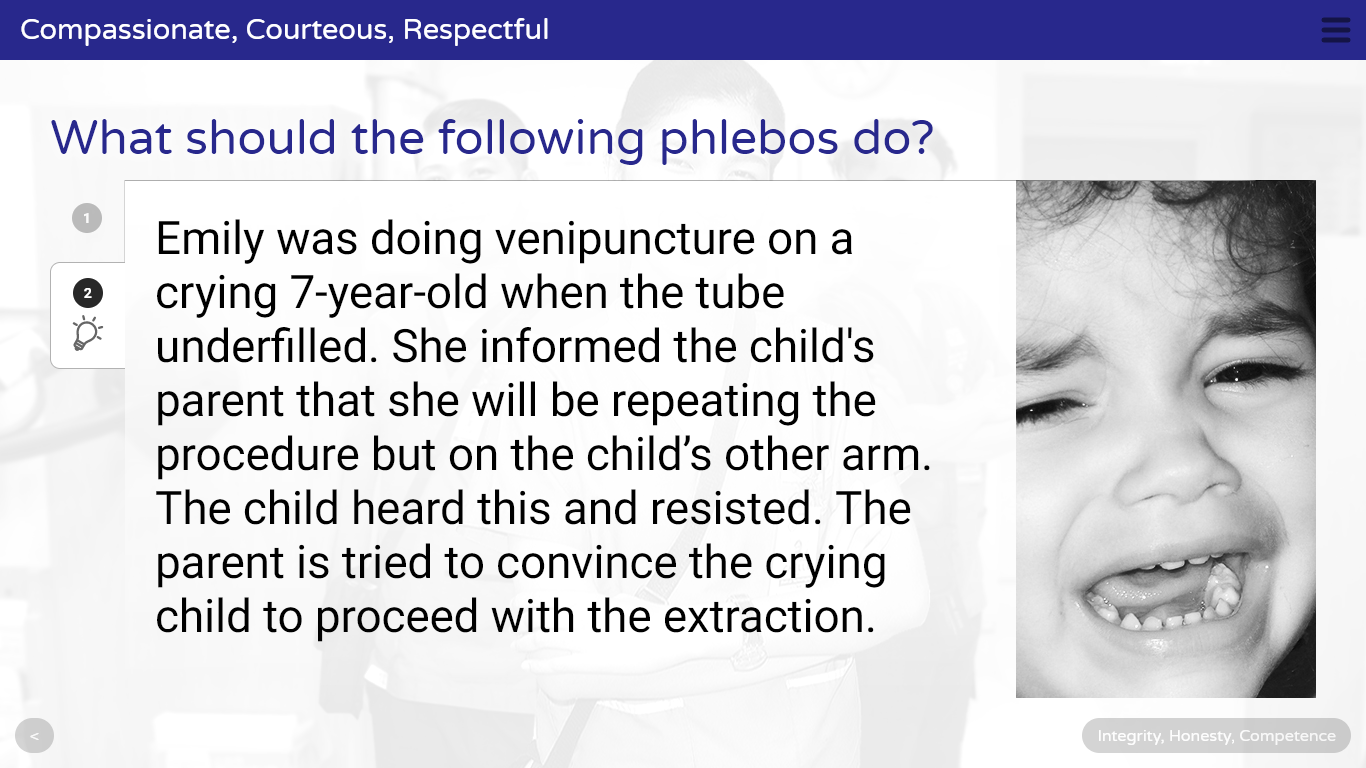 Compassionate, Courteous, Respectful
What should the following phlebos do?
1
2
Emily was doing venipuncture on a
crying 7-year-old when the tube
underfilled. She informed the child's
parent that she will be repeating the
procedure but on the child’s other arm.
The child heard this and resisted. The
parent is tried to convince the crying
child to proceed with the extraction.
<
Integrity, Honesty, Competence